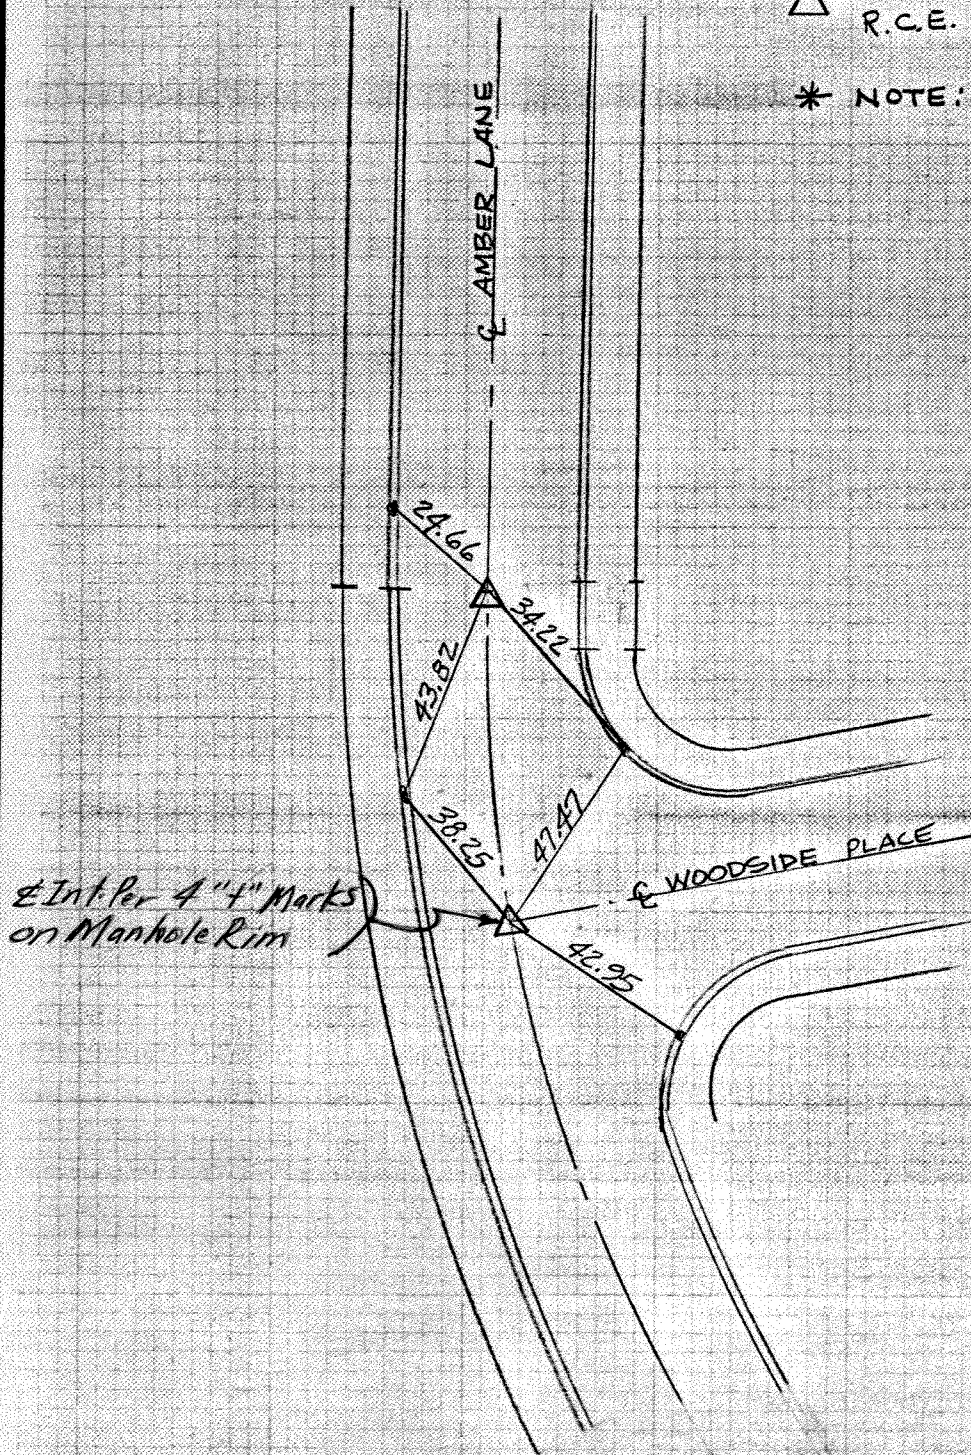 R.C.E.
* NOTE:
℄ AMBER LANE
24.66
34.22
43.82
38.25
47.47
℄ WOODSIDE PLACE
℄ Int. Per 4 "+" Marks
on Manhole Rim
42.95